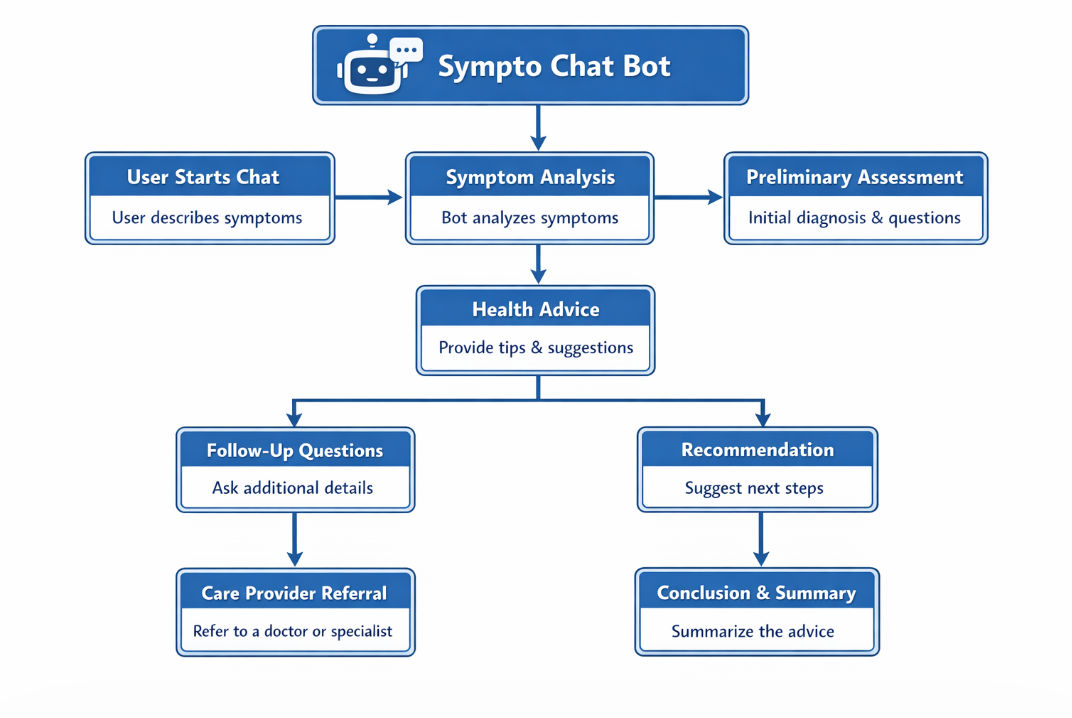 Sympto Chat Bot
User Starts Chat
User describes symptoms
Symptom Analysis
Bot analyzes symptoms
Preliminary Assessment
Initial diagnosis & questions
Health Advice
Provide tips & suggestions
Follow-Up Questions
Ask additional details
Recommendation
Suggest next steps
Care Provider Referral
Refer to a doctor or specialist
Conclusion & Summary
Summarize the advice